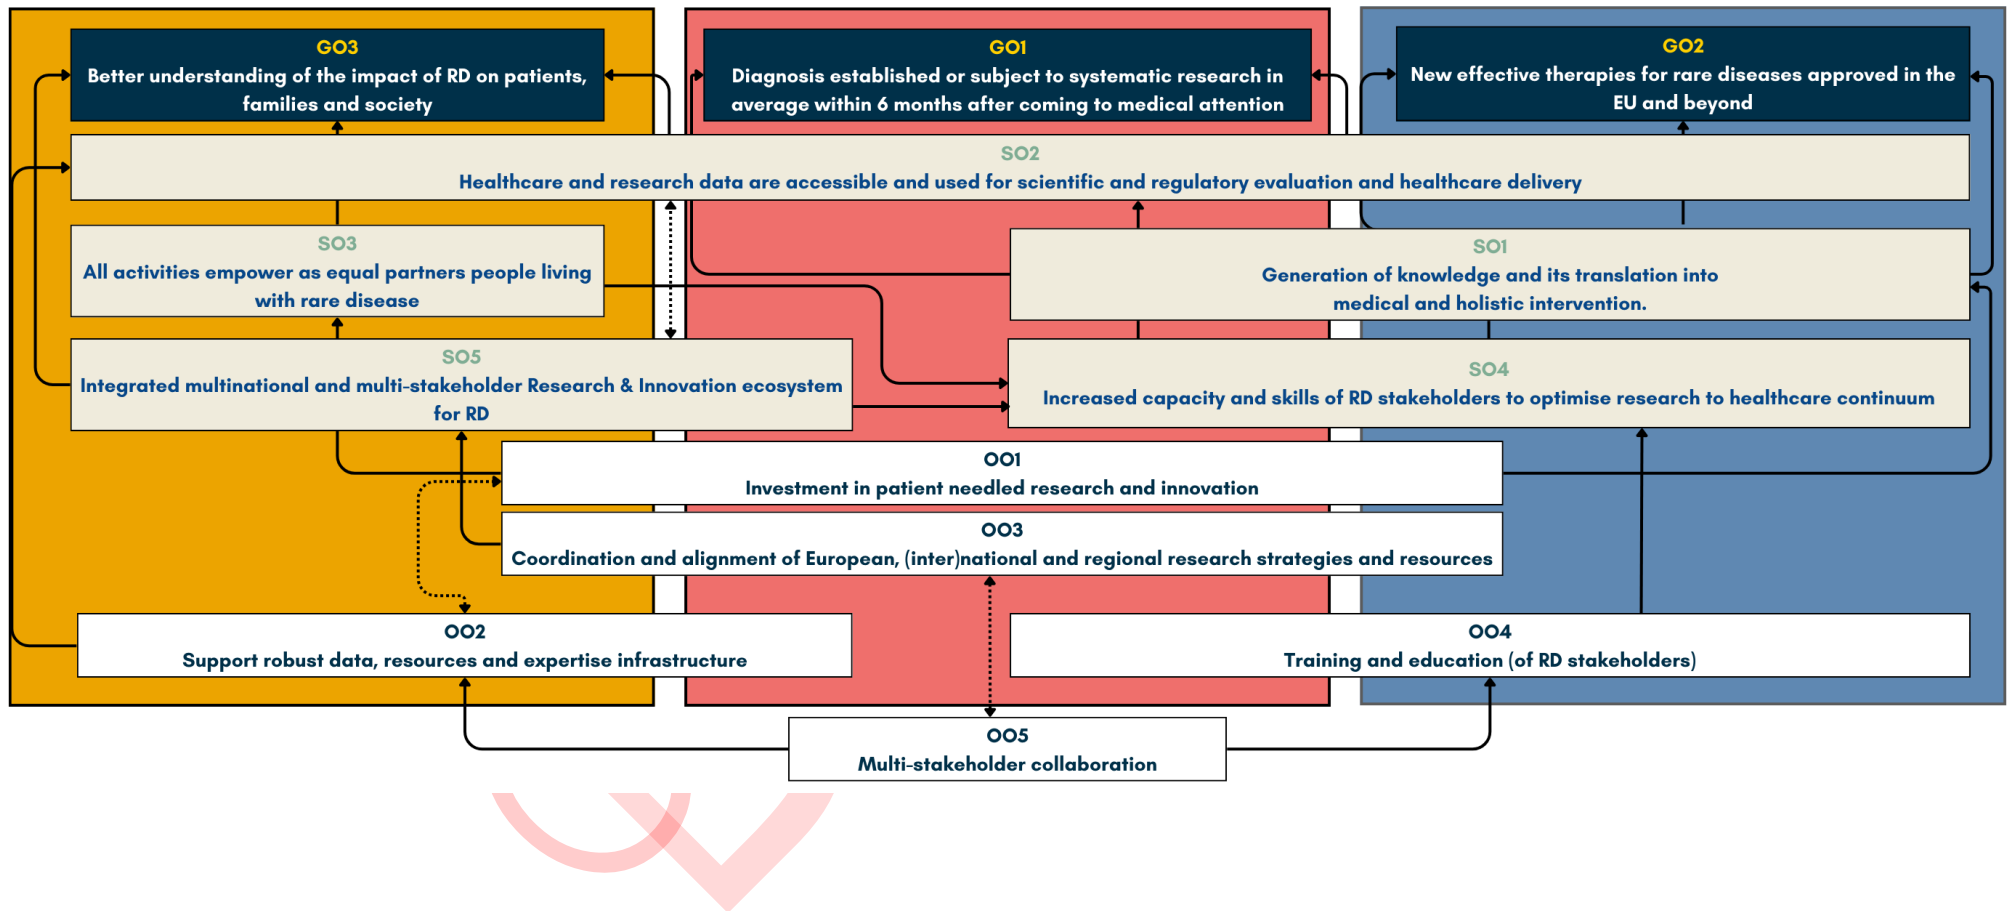 GO3
Better understanding of the impact of RD on patients,
families and society
GO1
Diagnosis established or subject to systematic research in
average within 6 months after coming to medical attention
GO2
New effective therapies for rare diseases approved in the
EU and beyond
SO2
Healthcare and research data are accessible and used for scientific and regulatory evaluation and healthcare delivery
SO3
All activities empower as equal partners people living
with rare disease
SO1
Generation of knowledge and its translation into
medical and holistic intervention.
SO5
Integrated multinational and multi-stakeholder Research & Innovation ecosystem
for RD
SO4
Increased capacity and skills of RD stakeholders to optimise research to healthcare continuum
OO1
Investment in patient needled research and innovation
OO3
Coordination and alignment of European, (inter)national and regional research strategies and resources
OO2
Support robust data, resources and expertise infrastructure
OO4
Training and education (of RD stakeholders)
OO5
Multi-stakeholder collaboration